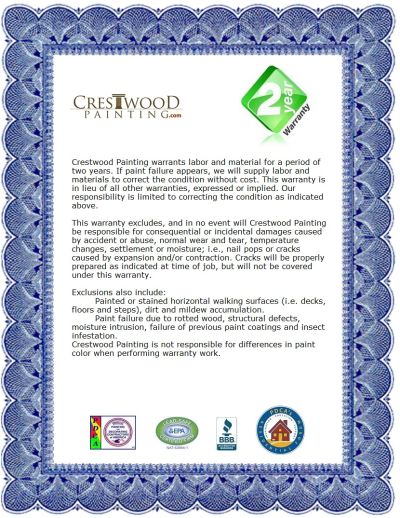 CRESTWOOD
PAINTING.com
2 year
Warranty
Crestwood Painting warrants labor and material for a period of
two years. If paint failure appears, we will supply labor and
materials to correct the condition without cost. This warranty is
in lieu of all other warranties, expressed or implied. Our
responsibility is limited to correcting the condition as indicated
above.
This warranty excludes, and in no event will Crestwood Painting
be responsible for consequential or incidental damages caused
by accident or abuse, normal wear and tear, temperature
changes, settlement or moisture; i.e., nail pops or cracks
caused by expansion and/or contraction. Cracks will be properly
prepared as indicated at time of job, but will not be covered
under this warranty.
Exclusions also include:
Painted or stained horizontal walking surfaces (i.e. decks,
floors and steps), dirt and mildew accumulation.
Paint failure due to rotted wood, structural defects,
moisture intrusion, failure of previous paint coatings and insect
infestation.
Crestwood Painting is not responsible for differences in paint
color when performing warranty work.
EPA
BBB
PDCA